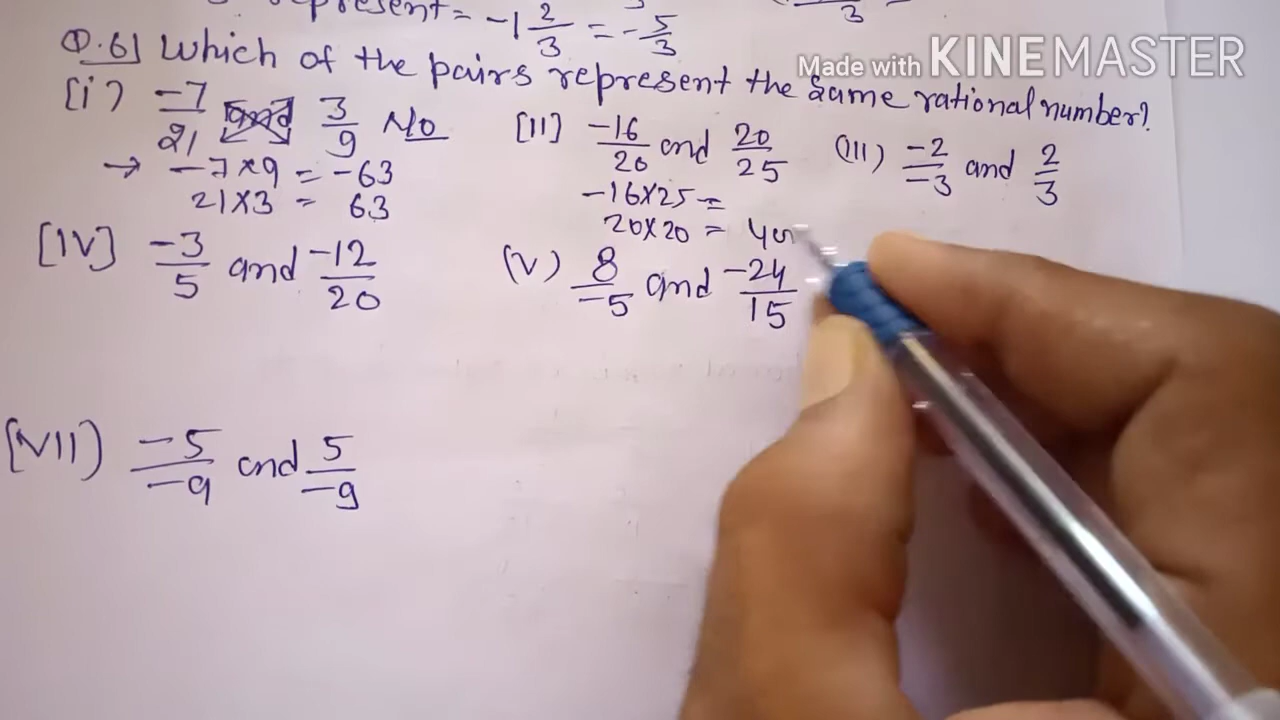 represent = -1 2/3 = -5/3
3
Made with KINEMASTER
Q.6] Which of the pairs represent the same rational number?
[i) -7/21 and 3/9 No
→ -7×9 = -63
21×3 = 63
[II] -16/20 and 20/25
-16×25 =
20×20 = 40
(III) -2/-3 and 2/3
[IV] -3/5 and -12/20
(V) 8/-5 and -24/15
[VII) -5/-9 and 5/-9